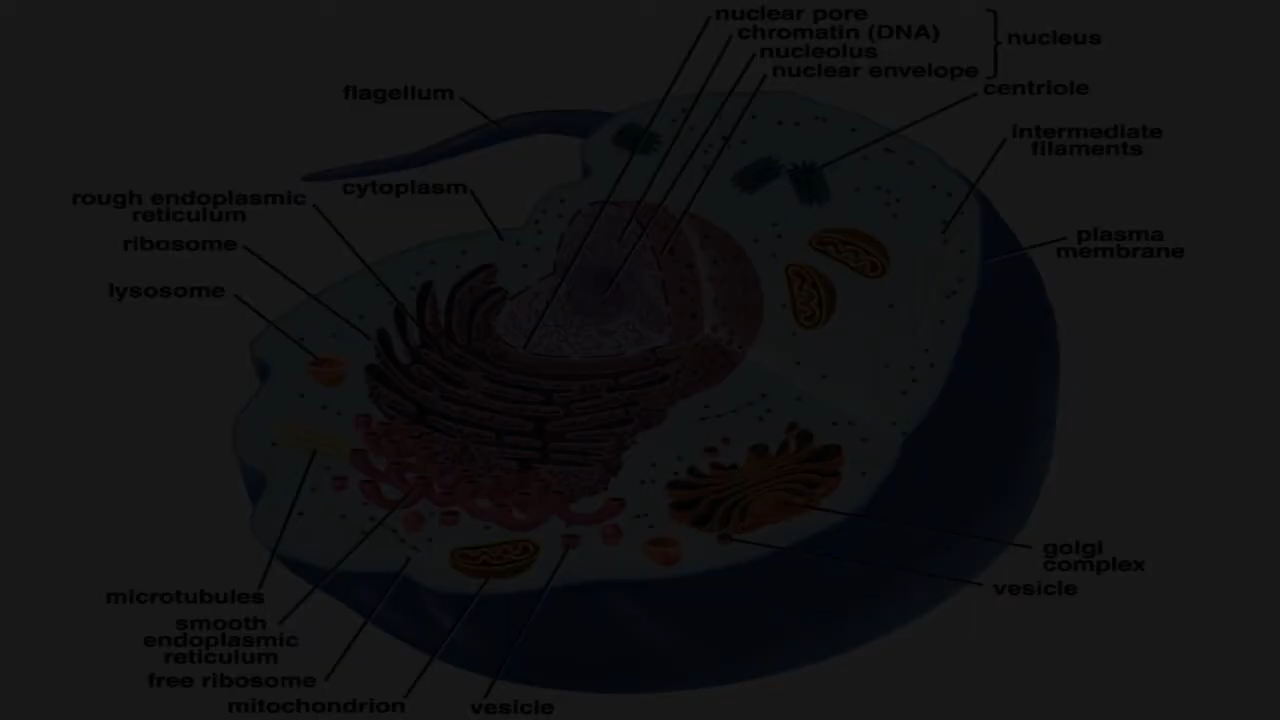 nuclear pore
chromatin (DNA)
nucleolus
nuclear envelope
nucleus
centriole
flagellum
intermediate
filaments
cytoplasm
rough endoplasmic
reticulum
ribosome
plasma
membrane
lysosome
golgi
complex
vesicle
microtubules
smooth
endoplasmic
reticulum
free ribosome
mitochondrion
vesicle